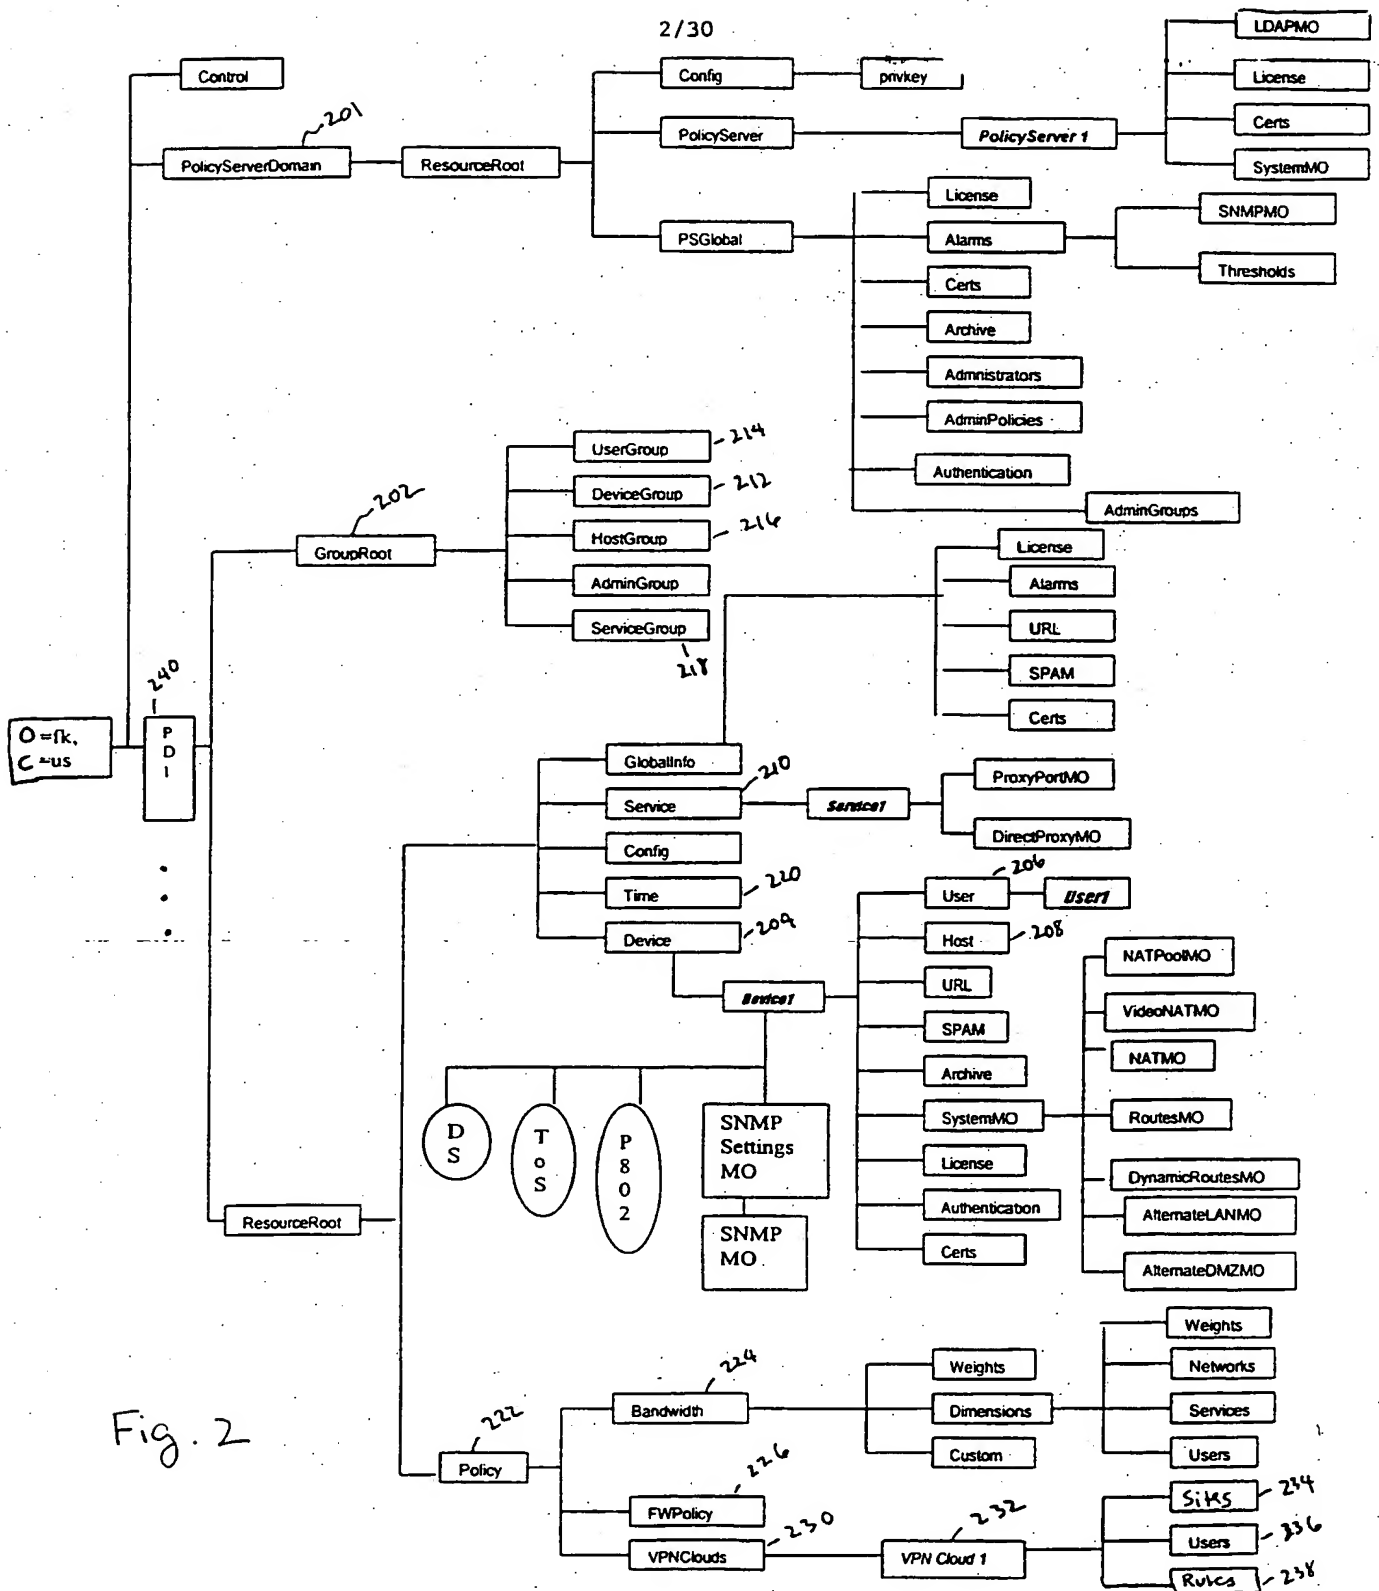 2/30
LDAPMO
Control
Config
privkey
License
201
PolicyServer
PolicyServer 1
Certs
PolicyServerDomain
ResourceRoot
SystemMO
License
SNMPMO
PSGlobal
Alarms
Thresholds
Certs
Archive
Admnistrators
AdminPolicies
UserGroup
214
Authentication
DeviceGroup
212
AdminGroups
202
HostGroup
216
GroupRoot
License
AdminGroup
Alarms
ServiceGroup
218
URL
SPAM
240
Certs
O=fk,
C=us
P
D
I
GlobalInfo
210
ProxyPortMO
Service
Service1
DirectProxyMO
Config
206
Time
220
User
User1
Device
209
Host
208
NATPoolMO
Device1
URL
VideoNATMO
SPAM
NATMO
Archive
D
S
T
o
S
P
8
0
2
SNMP
Settings
MO
SystemMO
RoutesMO
License
DynamicRoutesMO
ResourceRoot
Authentication
AlternateLANMO
SNMP
MO
Certs
AlternateDMZMO
Weights
224
Weights
Networks
Bandwidth
Dimensions
Services
Fig. 2
222
Custom
Users
Policy
226
Sites
234
FWPolicy
230
232
VPNClouds
VPN Cloud 1
Users
236
Rules
238